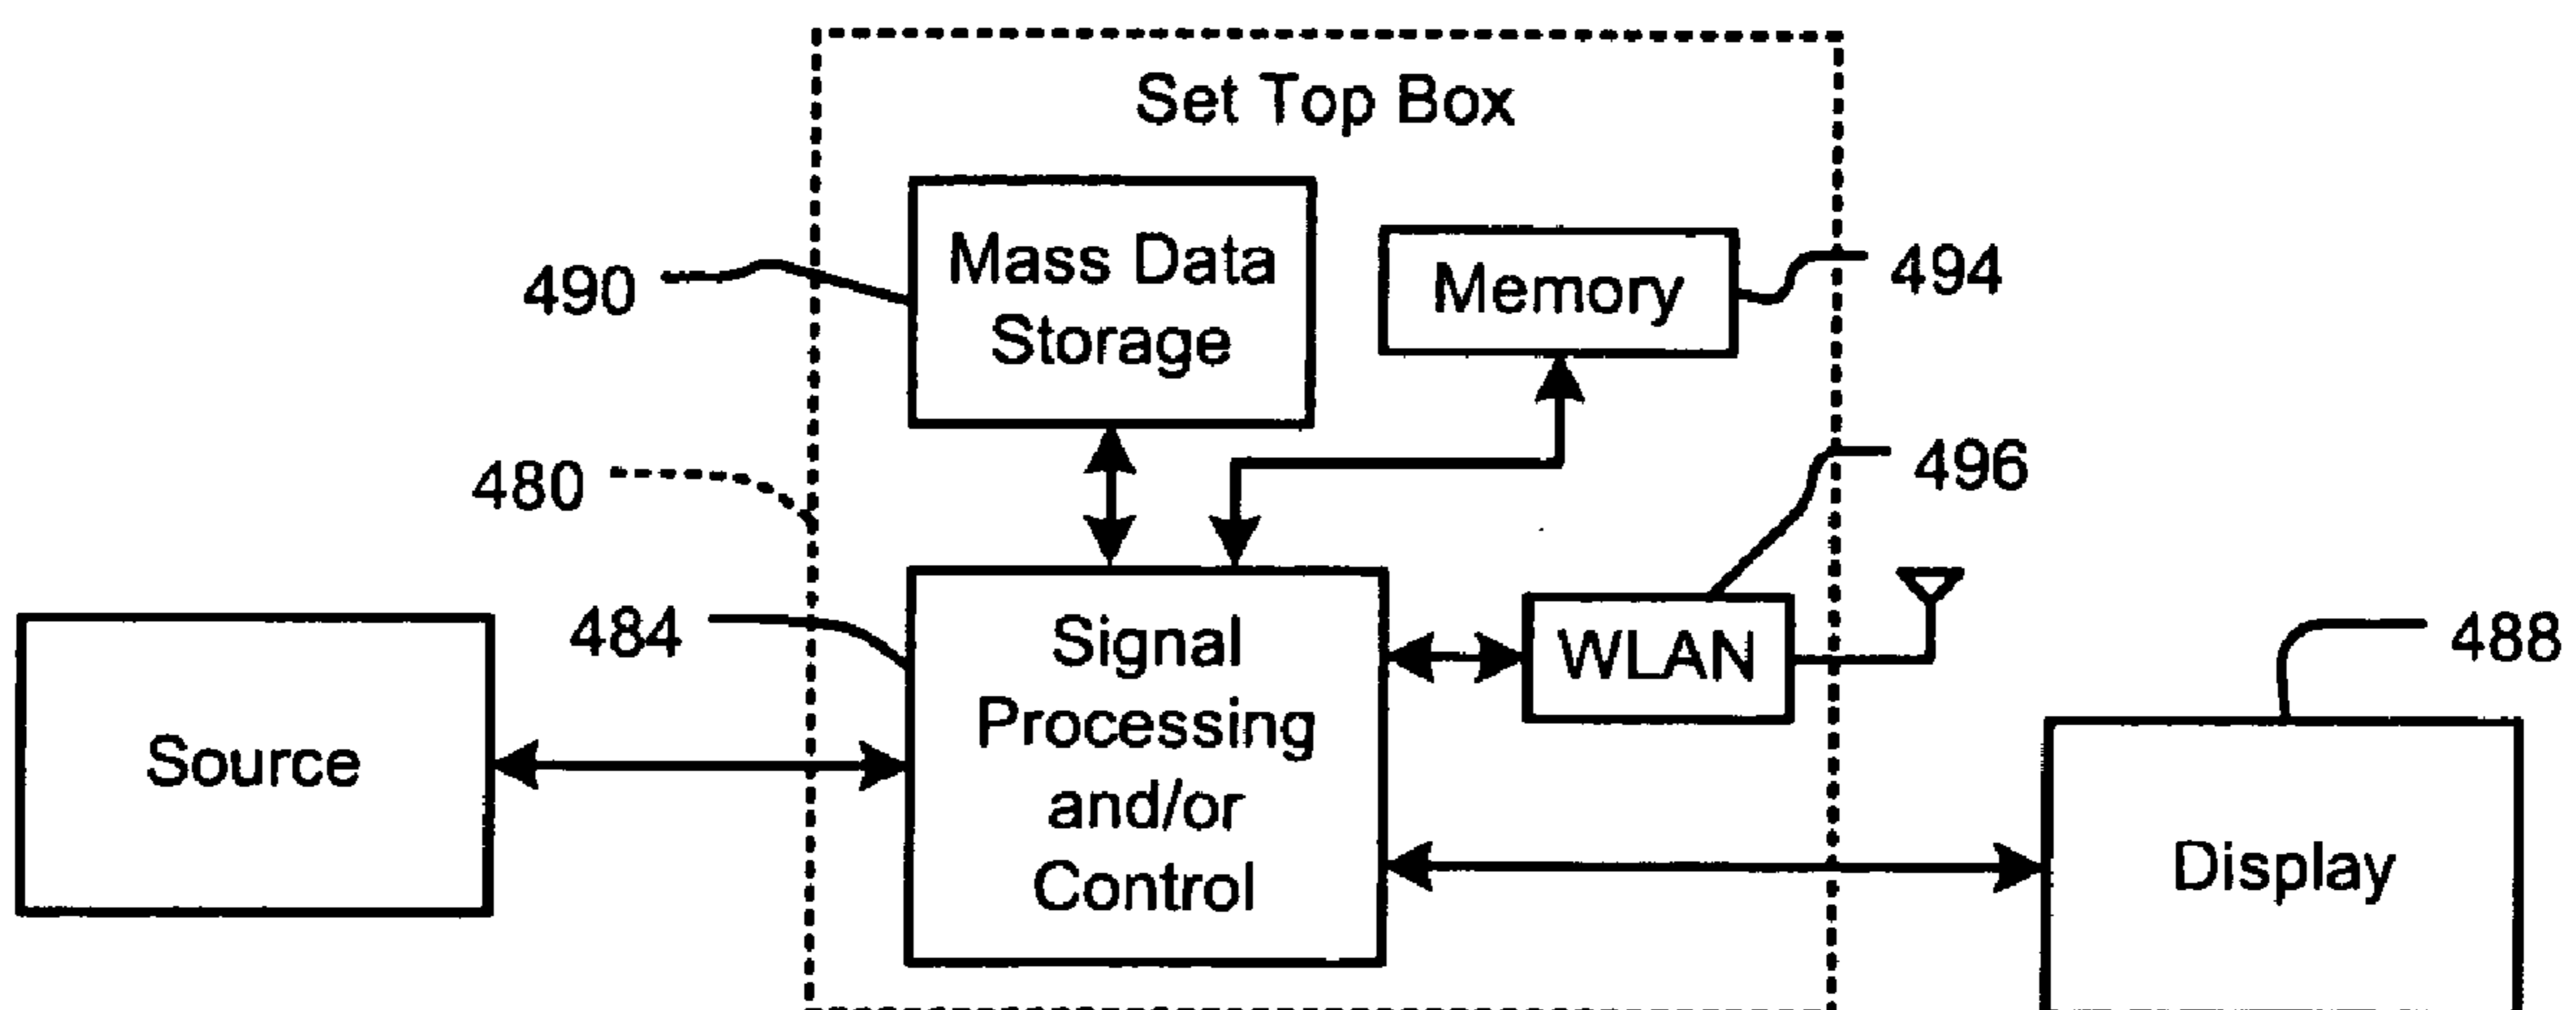 Set Top Box
Mass Data
Storage
490
Memory
494
480
496
484
Signal
Processing
and/or
Control
WLAN
488
Source
Display